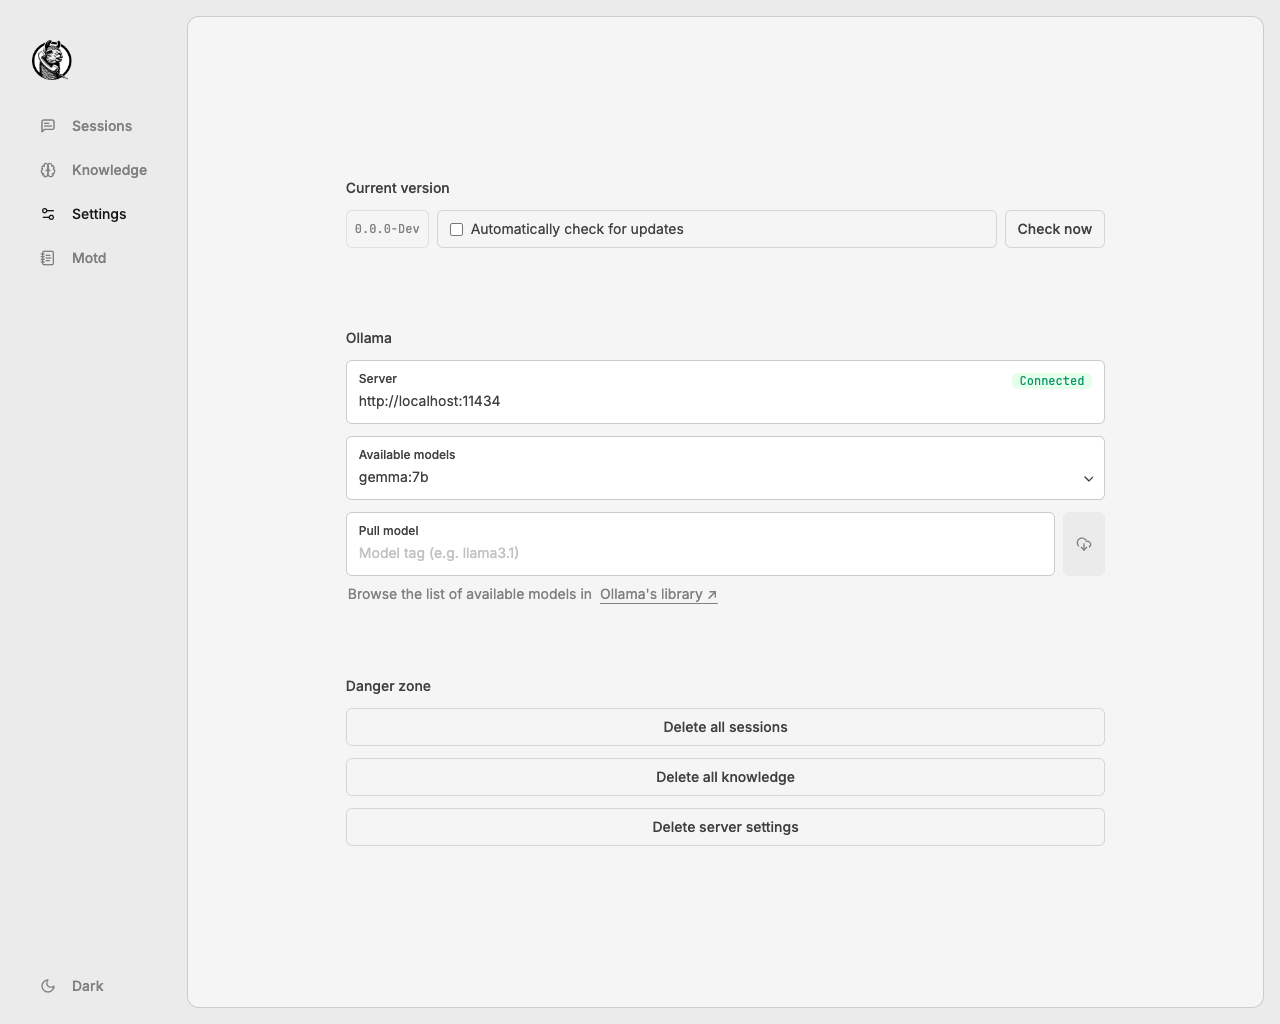 Sessions
Knowledge
Settings
Motd
Dark
Current version
0.0.0-Dev
Automatically check for updates
Check now
Ollama
Server
Connected
http://localhost:11434
Available models
gemma:7b
Pull model
Model tag (e.g. llama3.1)
Browse the list of available models in Ollama's library ↗
Danger zone
Delete all sessions
Delete all knowledge
Delete server settings